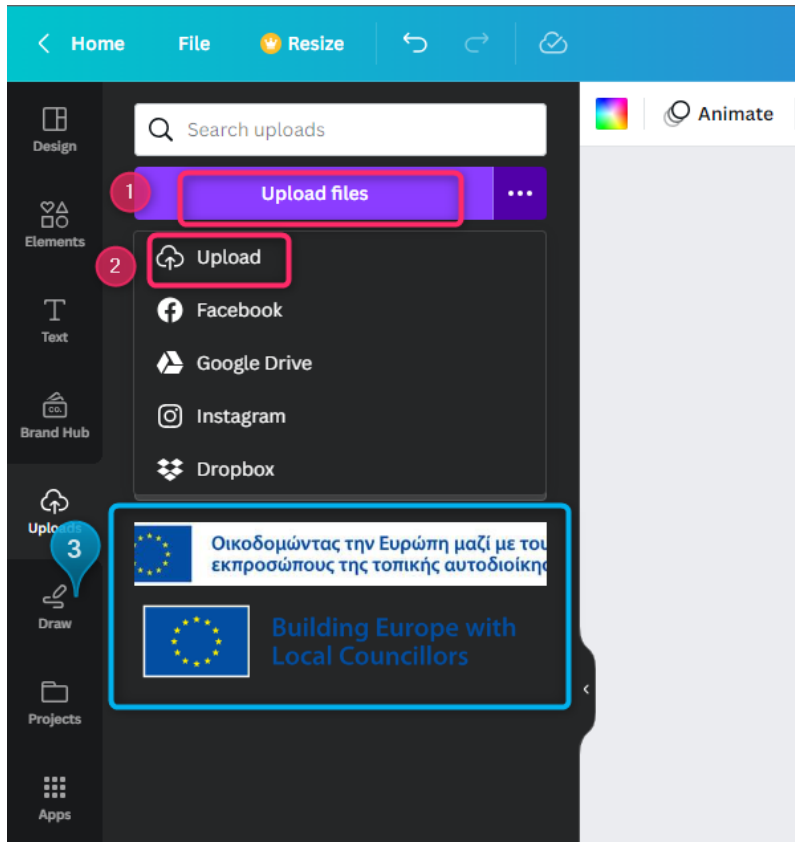 Home File Resize
Design
Search uploads
Animate
1 Upload files
Elements
2 Upload
Facebook
Text
Google Drive
Brand Hub
Instagram
Dropbox
Uploads
3
Οικοδομώντας την Ευρώπη μαζί με του
εκπροσώπους της τοπικής αυτοδιοίκησ
Draw
Building Europe with
Local Councillors
Projects
Apps